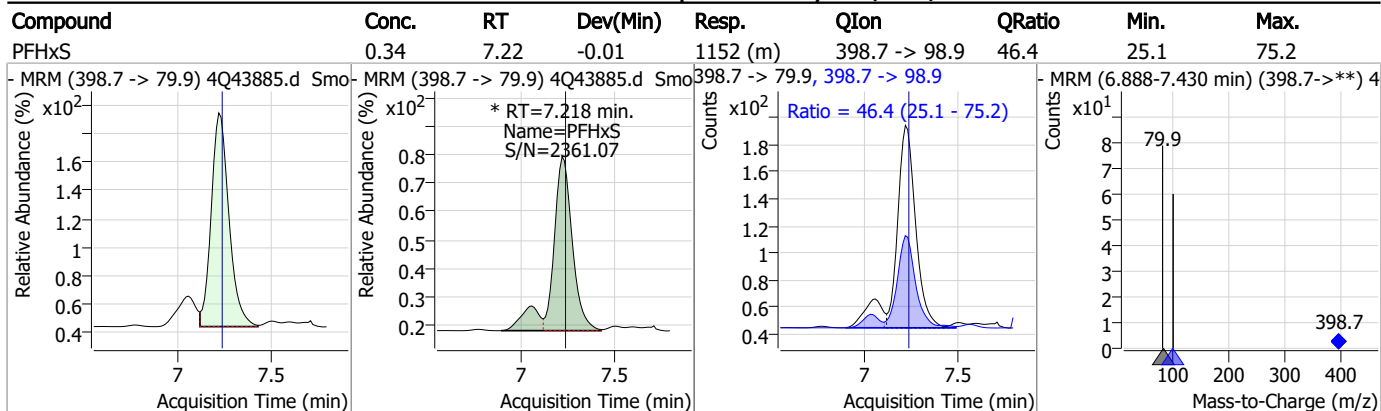 Compound Conc. RT Dev(Min) Resp. QIon QRatio Min. Max.
PFHxS 0.34 7.22 -0.01 1152 (m) 398.7 -> 98.9 46.4 25.1 75.2
- MRM (398.7 -> 79.9) 4Q43885.d Smo
Relative Abundance (%)
x10²
1.6
1.4
1.2
1
0.8
0.6
0.4
7 7.5
Acquisition Time (min)
- MRM (398.7 -> 79.9) 4Q43885.d Smo
Relative Abundance (%)
x10²
* RT=7.218 min.
Name=PFHxS
S/N=2361.07
0.8
0.7
0.6
0.5
0.4
0.3
0.2
7 7.5
Acquisition Time (min)
398.7 -> 79.9, 398.7 -> 98.9
Counts
x10²
Ratio = 46.4 (25.1 - 75.2)
1.8
1.6
1.4
1.2
1
0.8
0.6
0.4
7 7.5
Acquisition Time (min)
- MRM (6.888-7.430 min) (398.7->**) 4
Counts
x10¹
79.9
8
7
6
5
4
3
2
1
0
398.7
100 200 300 400
Mass-to-Charge (m/z)